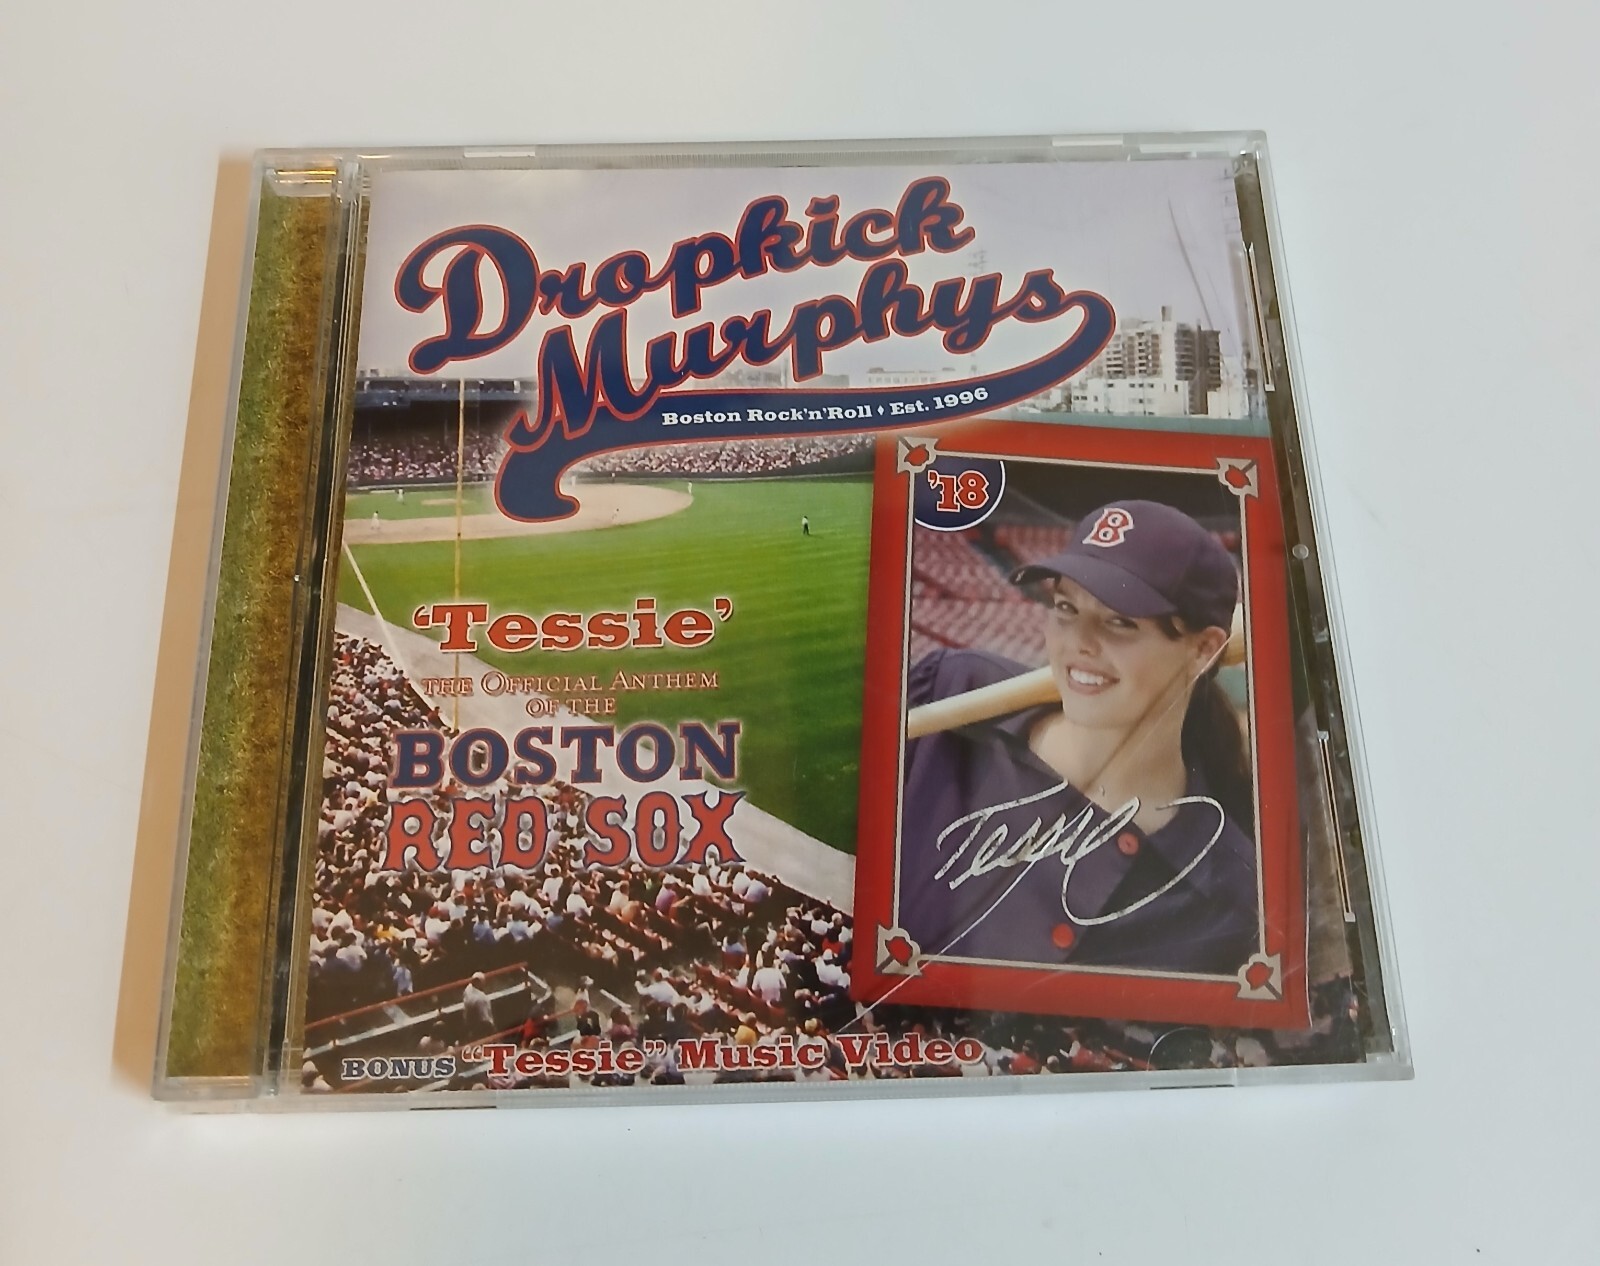 Dropkick
Murphys
Boston Rock'n'Roll ♦ Est. 1996
'18
B
'Tessie'
THE OFFICIAL ANTHEM
OF THE
BOSTON
RED SOX
Tessie
BONUS "Tessie" Music Video